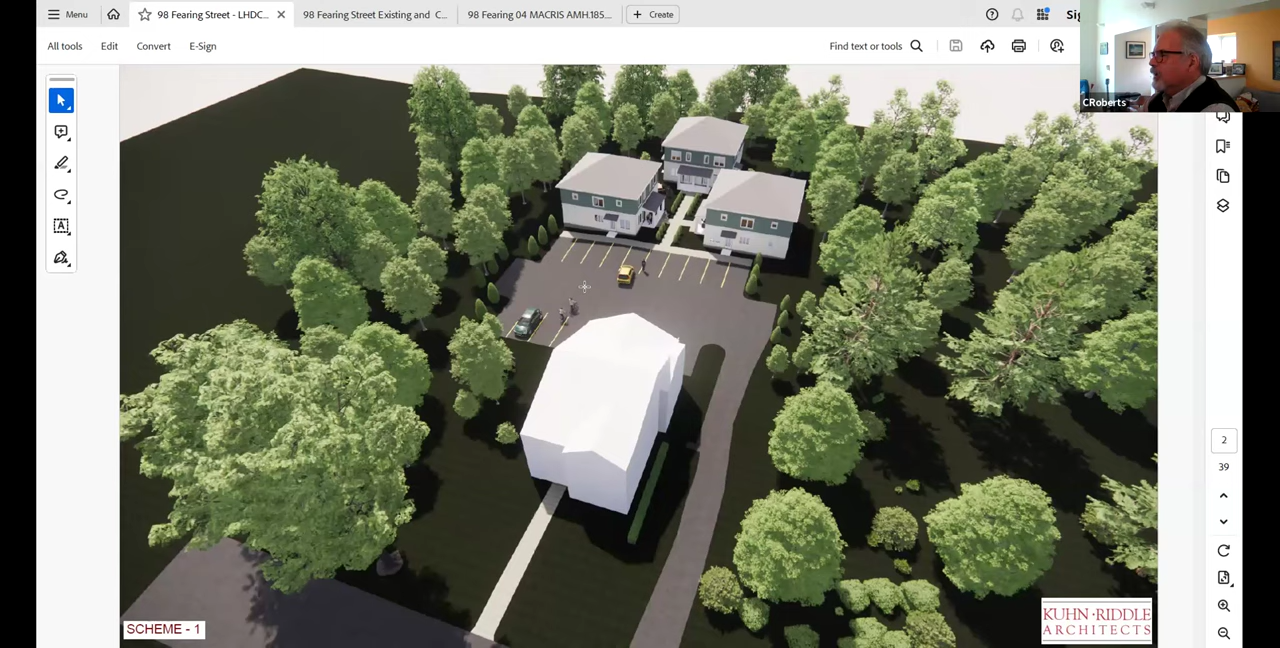 Menu
98 Fearing Street - LHDC...
98 Fearing Street Existing and C...
98 Fearing 04 MACRIS AMH.185....
Create
All tools
Edit
Convert
E-Sign
Find text or tools
CRoberts
2
39
SCHEME - 1
KUHN · RIDDLE
ARCHITECTS